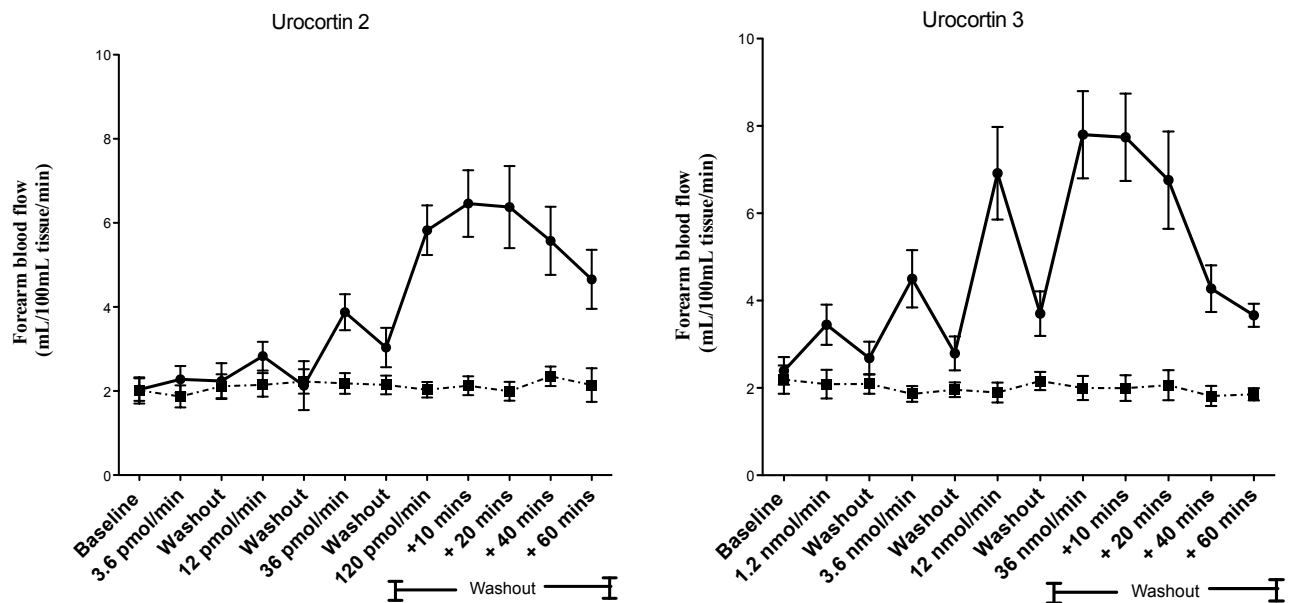 Urocortin 2
Forearm blood flow
(mL/100mL tissue/min)
10
8
6
4
2
0
Baseline
3.6 pmol/min
Washout
12 pmol/min
Washout
36 pmol/min
Washout
120 pmol/min
+10 mins
+ 20 mins
+ 40 mins
+ 60 mins
Washout
Urocortin 3
Forearm blood flow
(mL/100mL tissue/min)
10
8
6
4
2
0
Baseline
1.2 nmol/min
Washout
3.6 nmol/min
Washout
12 nmol/min
Washout
36 nmol/min
+10 mins
+ 20 mins
+ 40 mins
+ 60 mins
Washout